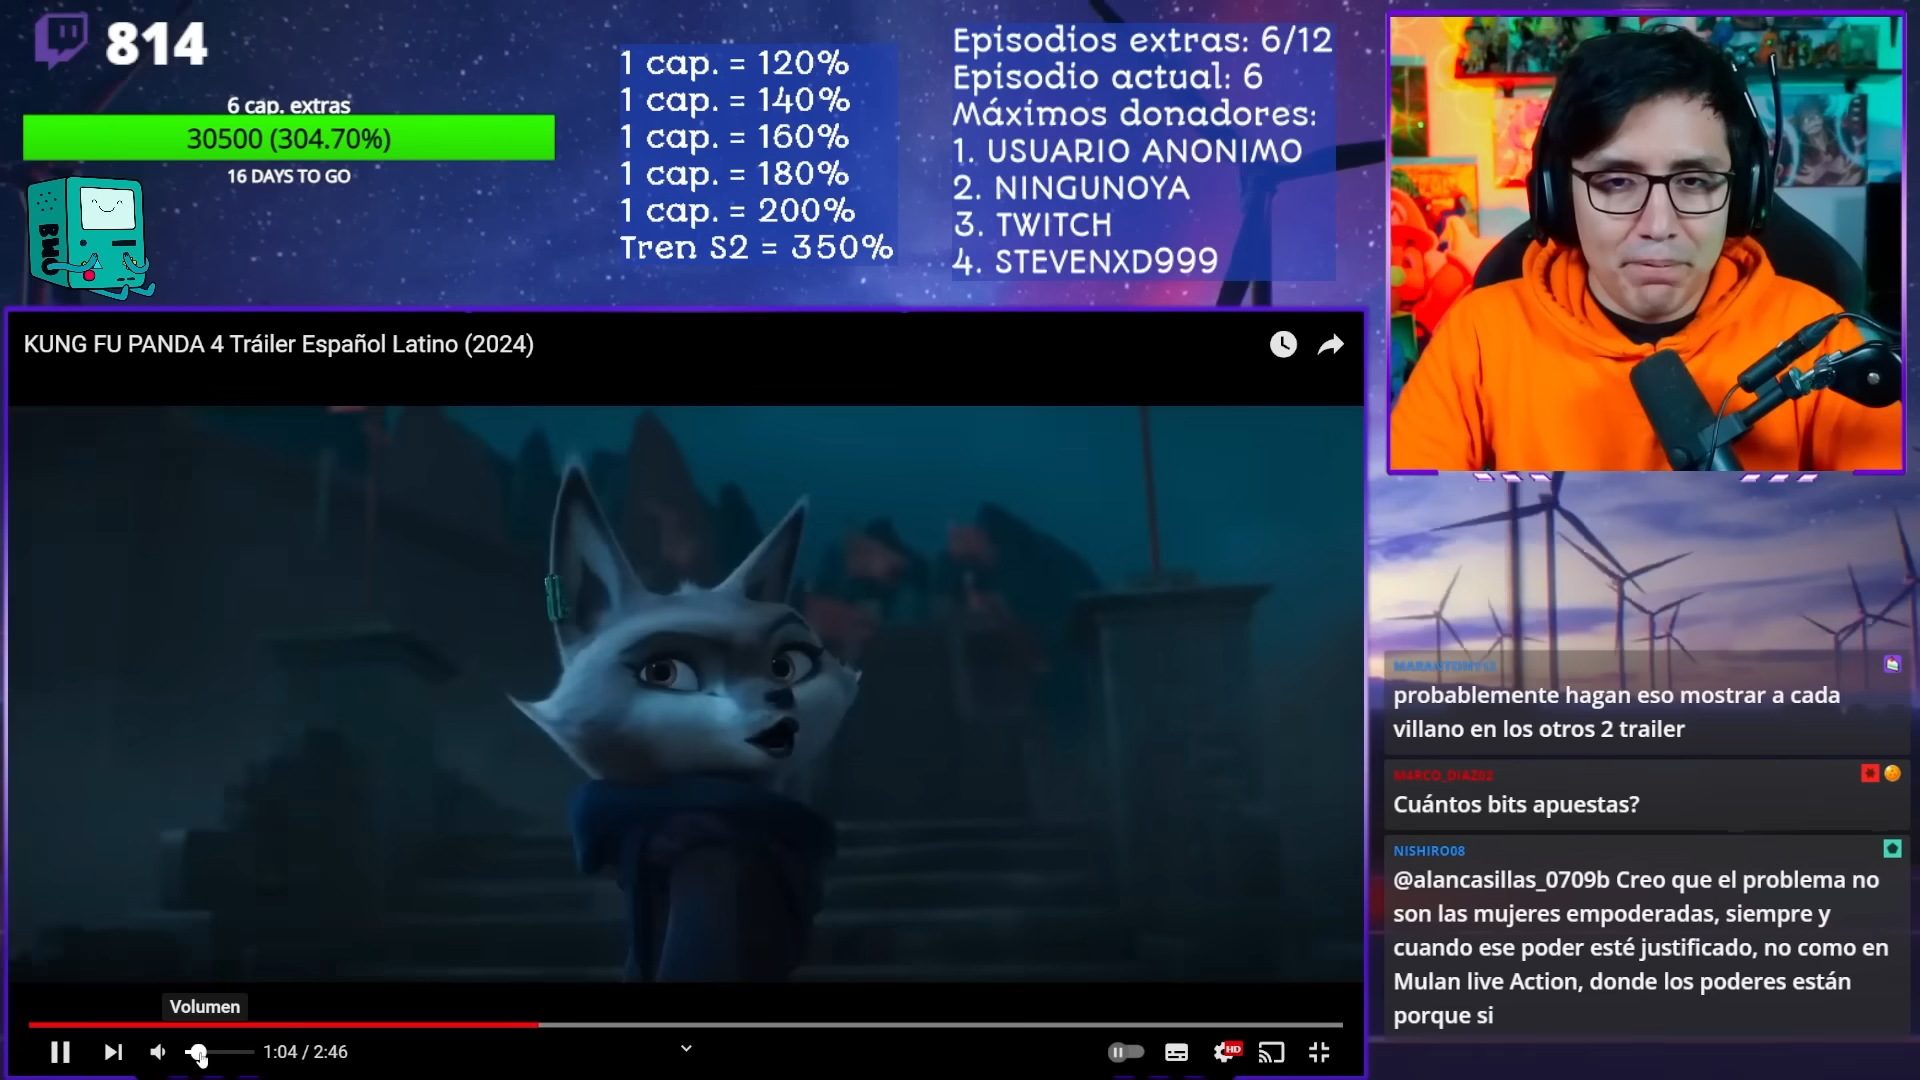 814
6 cap. extras
30500 (304.70%)
16 DAYS TO GO
BMO
1 cap. = 120%
1 cap. = 140%
1 cap. = 160%
1 cap. = 180%
1 cap. = 200%
Tren S2 = 350%
Episodios extras: 6/12
Episodio actual: 6
Máximos donadores:
1. USUARIO ANONIMO
2. NINGUNOYA
3. TWITCH
4. STEVENXD999
KUNG FU PANDA 4 Tráiler Español Latino (2024)
Volumen
1:04 / 2:46
HD
probablemente hagan eso mostrar a cada
villano en los otros 2 trailer
M4RCO_DIAZ02
Cuántos bits apuestas?
NISHIRO08
@alancasillas_0709b Creo que el problema no
son las mujeres empoderadas, siempre y
cuando ese poder esté justificado, no como en
Mulan live Action, donde los poderes están
porque si